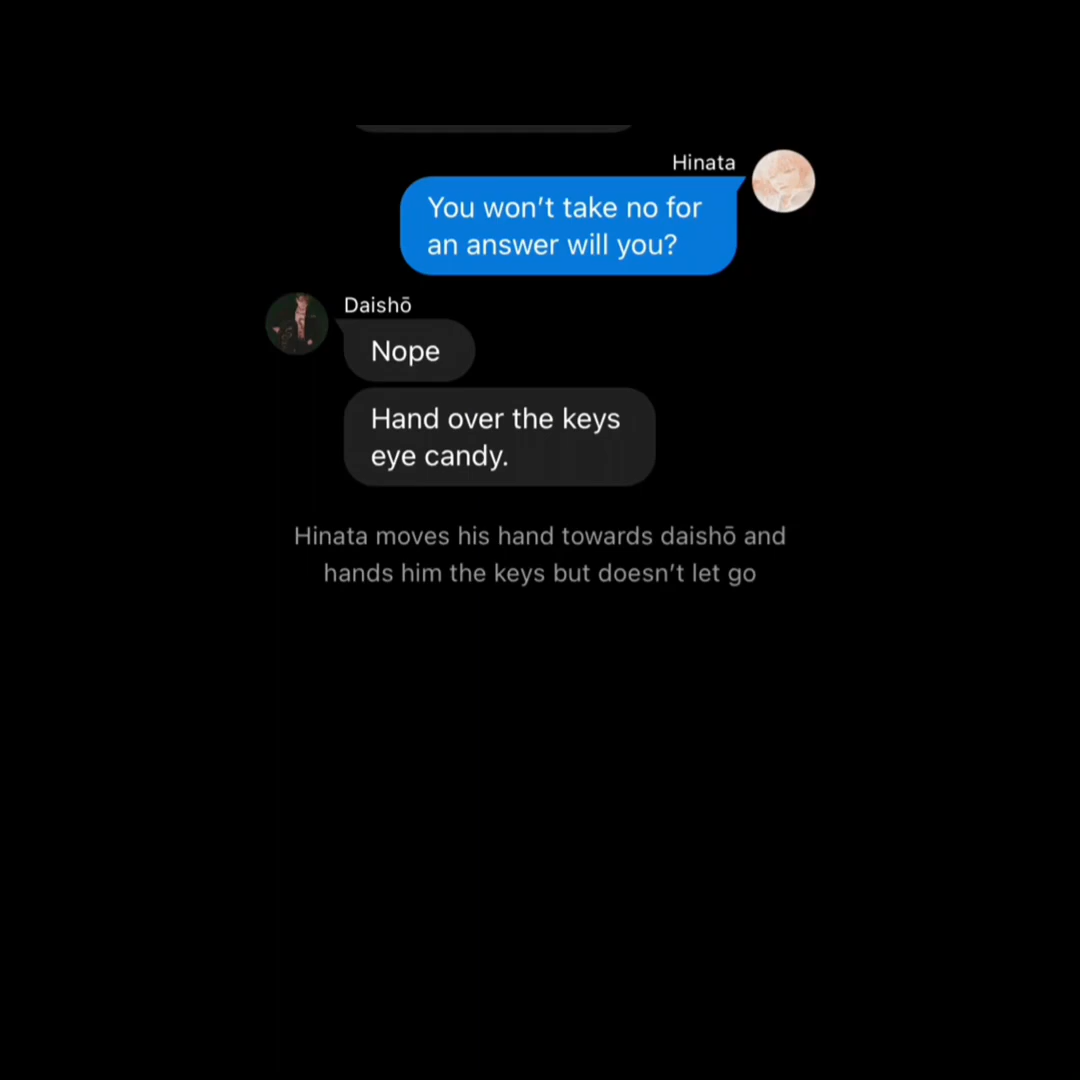 Hinata
You won’t take no for
an answer will you?
Daishō
Nope
Hand over the keys
eye candy.
Hinata moves his hand towards daishō and
hands him the keys but doesn’t let go